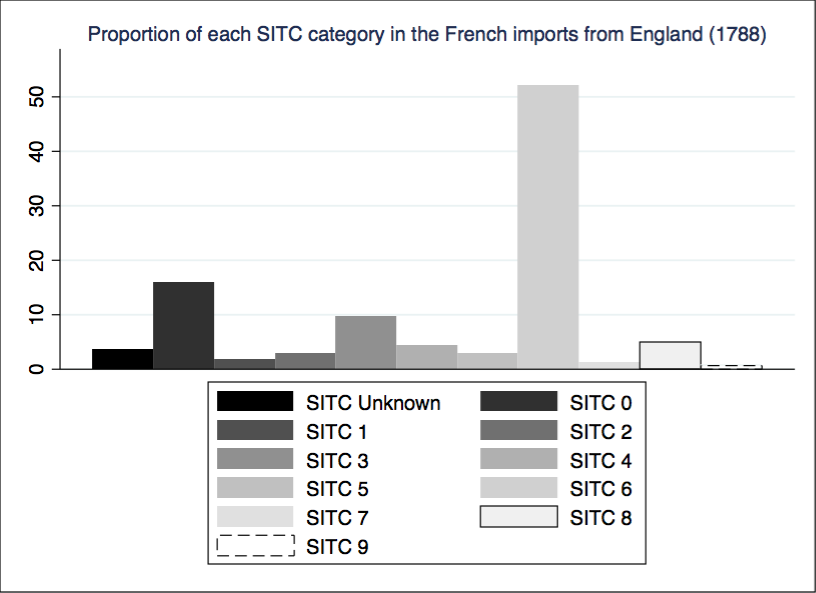 Proportion of each SITC category in the French imports from England (1788)
50
40
30
20
10
0
SITC Unknown SITC 0
SITC 1 SITC 2
SITC 3 SITC 4
SITC 5 SITC 6
SITC 7 SITC 8
SITC 9